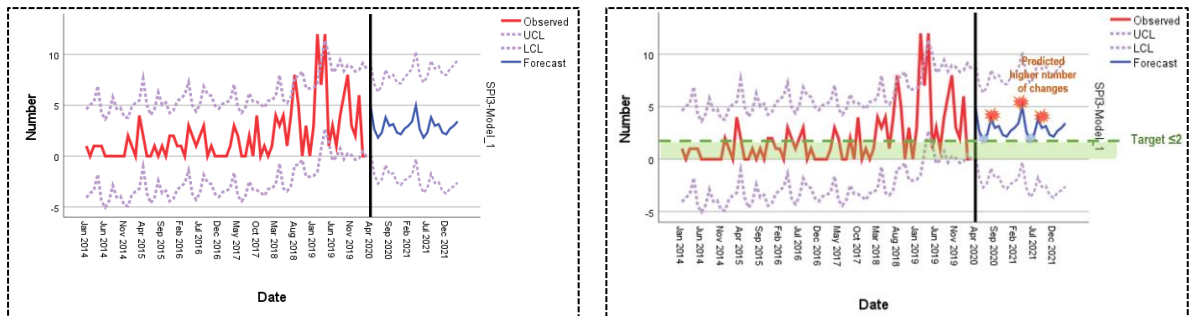 Observed
UCL
LCL
Forecast
SPI3-Model_1
Number
10
5
0
-5
Jan 2014
Jun 2014
Nov 2014
Apr 2015
Sep 2015
Feb 2016
Jul 2016
Dec 2016
May 2017
Oct 2017
Mar 2018
Aug 2018
Jan 2019
Jun 2019
Nov 2019
Apr 2020
Sep 2020
Feb 2021
Jul 2021
Dec 2021
Date
Observed
UCL
LCL
Forecast
Predicted
higher number
of changes
SPI3-Model_1
Target ≤2
Number
10
5
0
-5
Jan 2014
Jun 2014
Nov 2014
Apr 2015
Sep 2015
Feb 2016
Jul 2016
Dec 2016
May 2017
Oct 2017
Mar 2018
Aug 2018
Jan 2019
Jun 2019
Nov 2019
Apr 2020
Sep 2020
Feb 2021
Jul 2021
Dec 2021
Date